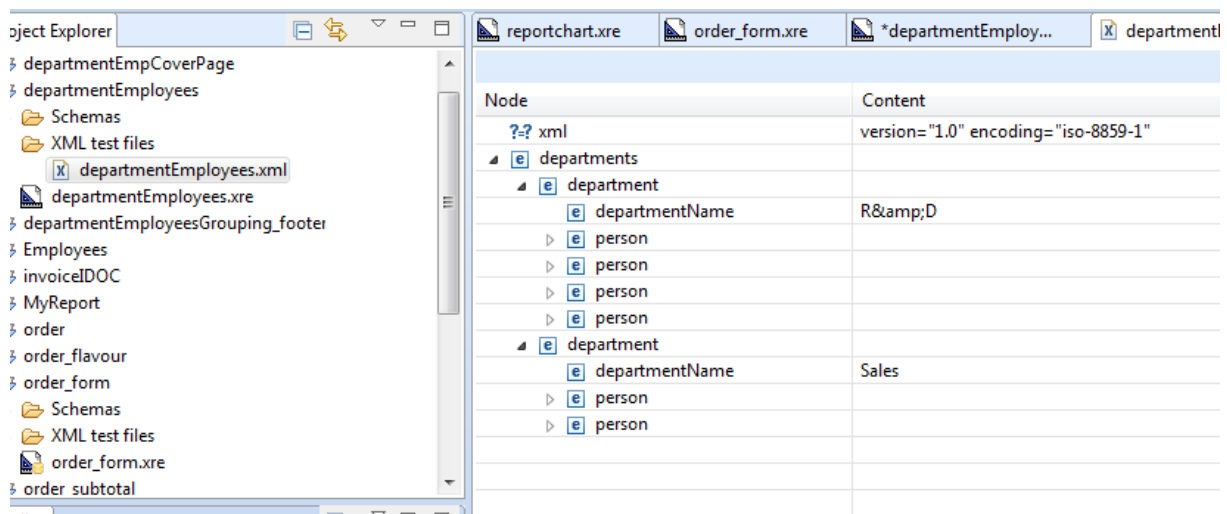 oject Explorer
departmentEmpCoverPage
departmentEmployees
Schemas
XML test files
departmentEmployees.xml
departmentEmployees.xre
departmentEmployeesGrouping_footer
Employees
invoiceIDOC
MyReport
order
order_flavour
order_form
Schemas
XML test files
order_form.xre
order_subtotal
reportchart.xre order_form.xre *departmentEmploy... department
Node Content
?=? xml version="1.0" encoding="iso-8859-1"
e departments
e department
e departmentName R&amp;D
e person
e person
e person
e person
e department
e departmentName Sales
e person
e person